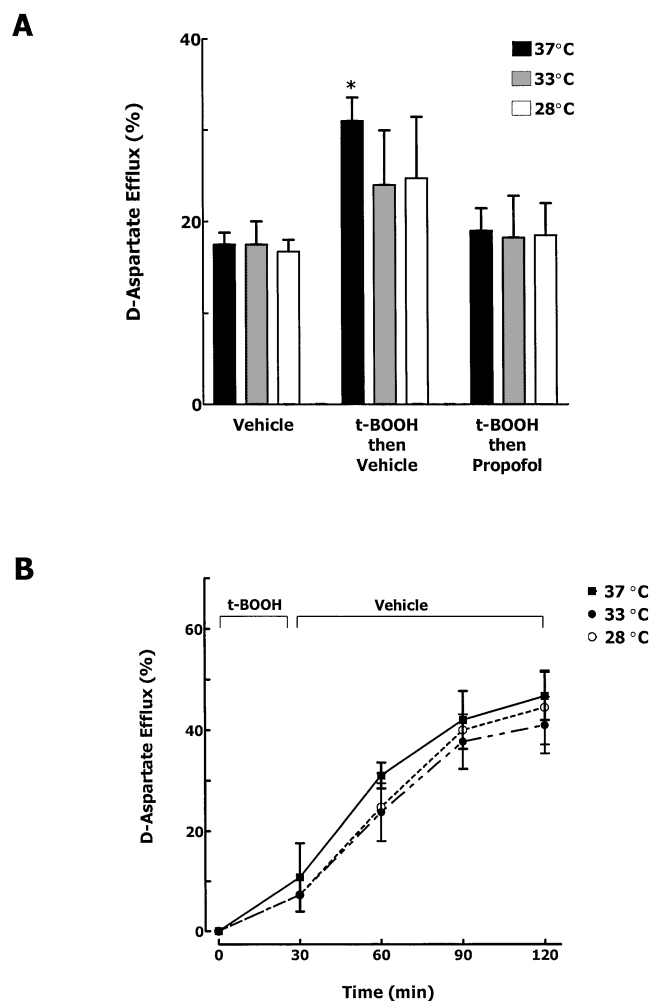 A
40
37°C
33°C
28°C
*
D-Aspartate Efflux (%)
20
0
Vehicle
t-BOOH
then
Vehicle
t-BOOH
then
Propofol
B
t-BOOH
Vehicle
37 °C
33 °C
28 °C
60
40
20
0
D-Aspartate Efflux (%)
0
30
60
90
120
Time (min)